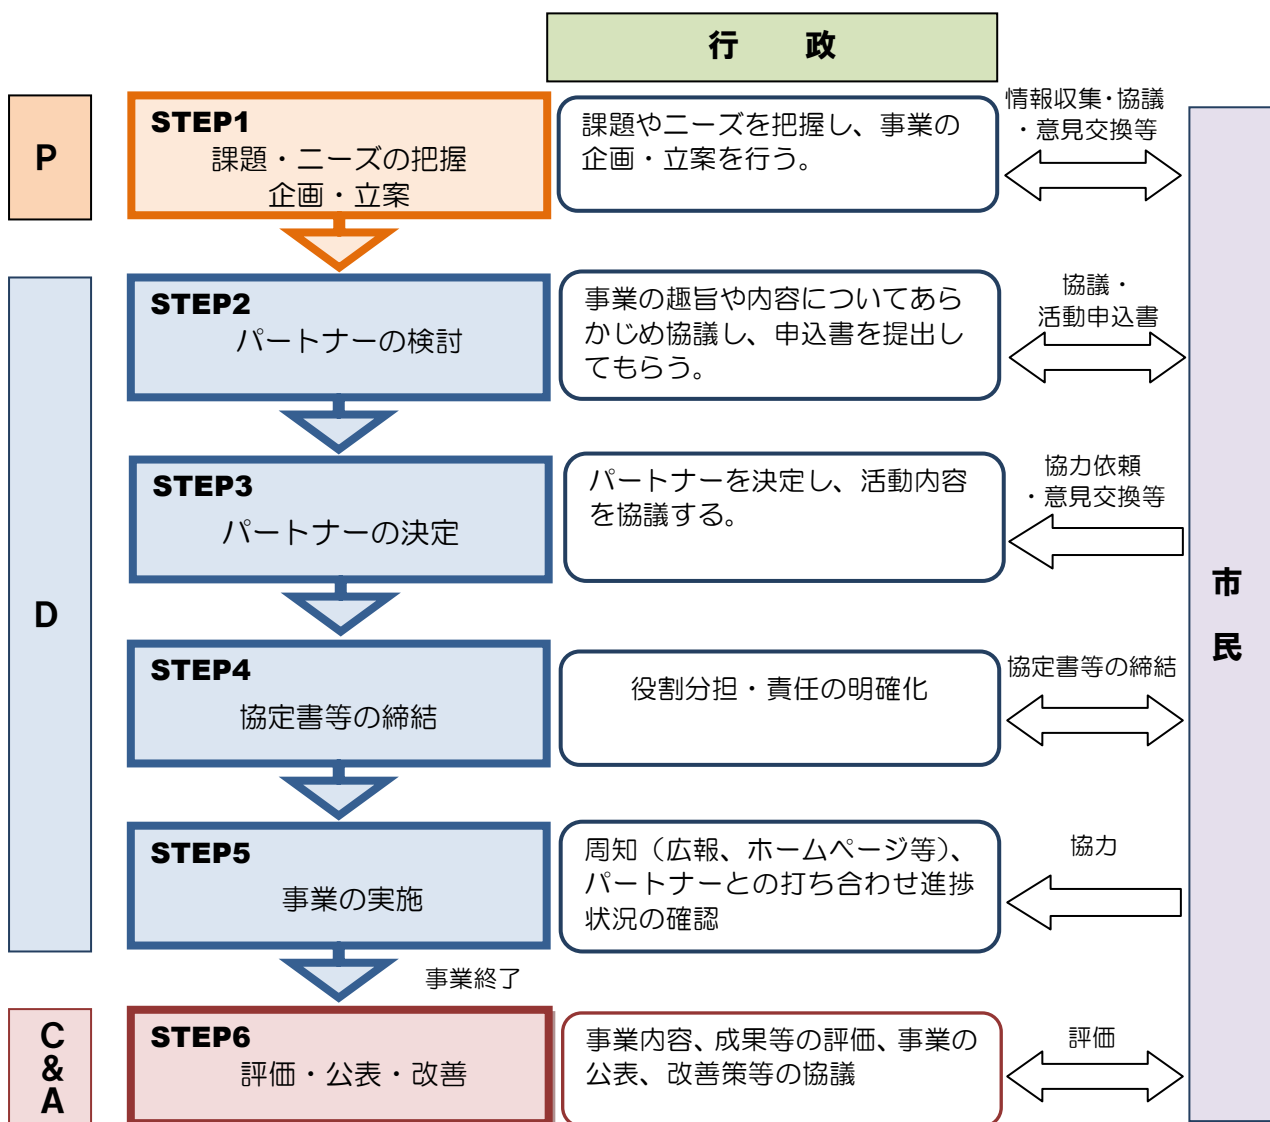 行　政
P
STEP1
課題・ニーズの把握
企画・立案
課題やニーズを把握し、事業の
企画・立案を行う。
情報収集・協議
・意見交換等
D
STEP2
パートナーの検討
事業の趣旨や内容についてあら
かじめ協議し、申込書を提出し
てもらう。
協議・
活動申込書
STEP3
パートナーの決定
パートナーを決定し、活動内容
を協議する。
協力依頼
・意見交換等
STEP4
協定書等の締結
役割分担・責任の明確化
協定書等の締結
STEP5
事業の実施
周知（広報、ホームページ等）、
パートナーとの打ち合わせ進捗
状況の確認
協力
事業終了
C
&
A
STEP6
評価・公表・改善
事業内容、成果等の評価、事業の
公表、改善策等の協議
評価
市
民